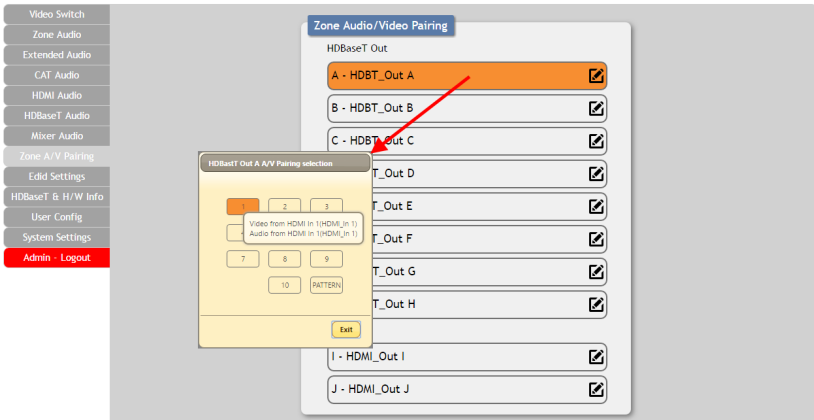 Video Switch
Zone Audio
Extended Audio
CAT Audio
HDMI Audio
HDBaseT Audio
Mixer Audio
Zone A/V Pairing
Edid Settings
HDBaseT & H/W Info
User Config
System Settings
Admin - Logout
Zone Audio/Video Pairing
HDBaseT Out
A - HDBT_Out A
B - HDBT_Out B
C - HDBT_Out C
T_Out D
T_Out E
T_Out F
T_Out G
T_Out H
I - HDMI_Out I
J - HDMI_Out J
HDBastT Out A A/V Pairing selection
1 2 3
Video from HDMI In 1(HDMI_In 1)
Audio from HDMI In 1(HDMI_In 1)
7 8 9
10 PATTERN
Exit